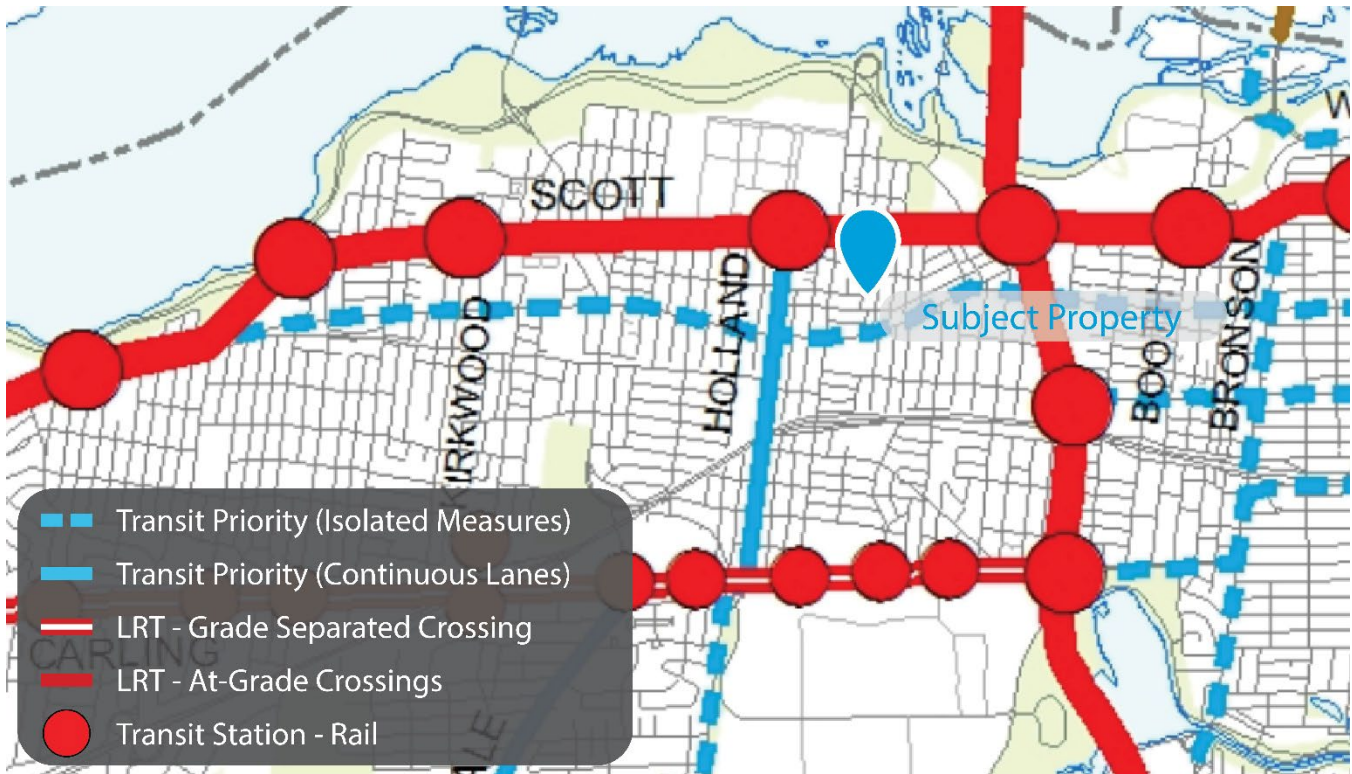 W
SCOTT
HOLLAND
KIRKWOOD
Subject Property
BRONSON
Transit Priority (Isolated Measures)
Transit Priority (Continuous Lanes)
LRT - Grade Separated Crossing
CARLING
LRT - At-Grade Crossings
Transit Station - Rail